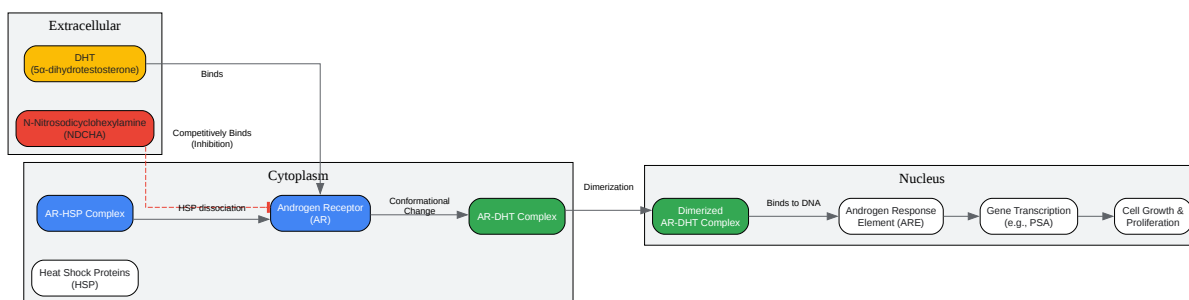 Extracellular
DHT
(5α-dihydrotestosterone)
Binds
N-Nitrosodicyclohexylamine
(NDCHA)
Competitively Binds
(Inhibition)
Cytoplasm
AR-HSP Complex
HSP dissociation
Androgen Receptor
(AR)
Conformational
Change
AR-DHT Complex
Heat Shock Proteins
(HSP)
Dimerization
Nucleus
Dimerized
AR-DHT Complex
Binds to DNA
Androgen Response
Element (ARE)
Gene Transcription
(e.g., PSA)
Cell Growth &
Proliferation